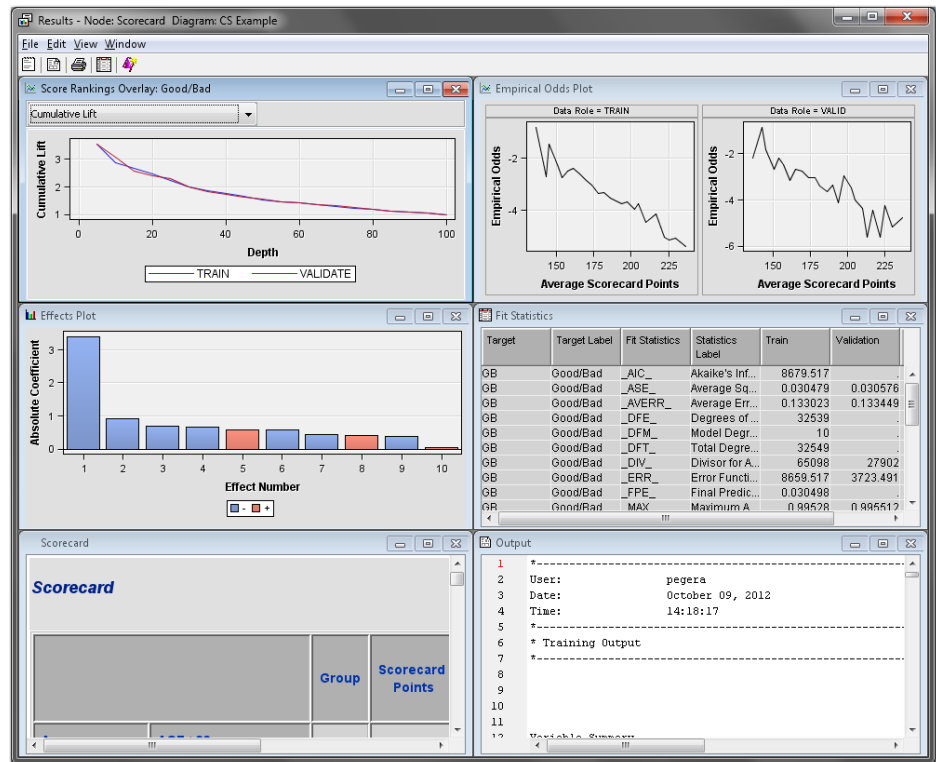 Results - Node: Scorecard Diagram: CS Example
File Edit View Window
Score Rankings Overlay: Good/Bad
Cumulative Lift
Cumulative Lift
3
2
1
0 20 40 60 80 100
Depth
TRAIN VALIDATE
Empirical Odds Plot
Data Role = TRAIN
Data Role = VALID
Empirical Odds
-2
-4
150 175 200 225
Average Scorecard Points
Empirical Odds
-2
-4
-6
150 175 200 225
Average Scorecard Points
Effects Plot
Absolute Coefficient
3
2
1
0
1 2 3 4 5 6 7 8 9 10
Effect Number
- +
Fit Statistics
Target Target Label Fit Statistics Statistics Label Train Validation
GB Good/Bad _AIC_ Akaike's Inf... 8679.517 .
GB Good/Bad _ASE_ Average Sq... 0.030479 0.030576
GB Good/Bad _AVERR_ Average Err... 0.133023 0.133449
GB Good/Bad _DFE_ Degrees of ... 32539 .
GB Good/Bad _DFM_ Model Degr... 10 .
GB Good/Bad _DFT_ Total Degre... 32549 .
GB Good/Bad _DIV_ Divisor for A... 65098 27902
GB Good/Bad _ERR_ Error Functi... 8659.517 3723.491
GB Good/Bad _FPE_ Final Predic... 0.030498 .
GB Good/Bad _MAX_ Maximum A... 0.99528 0.995512
Scorecard
Scorecard
Group
Scorecard Points
Output
1 *--------------------------------------------------
2 User: pegera
3 Date: October 09, 2012
4 Time: 14:18:17
5 *--------------------------------------------------
6 * Training Output
7 *--------------------------------------------------
8
9
10
11
12 Variable Summary